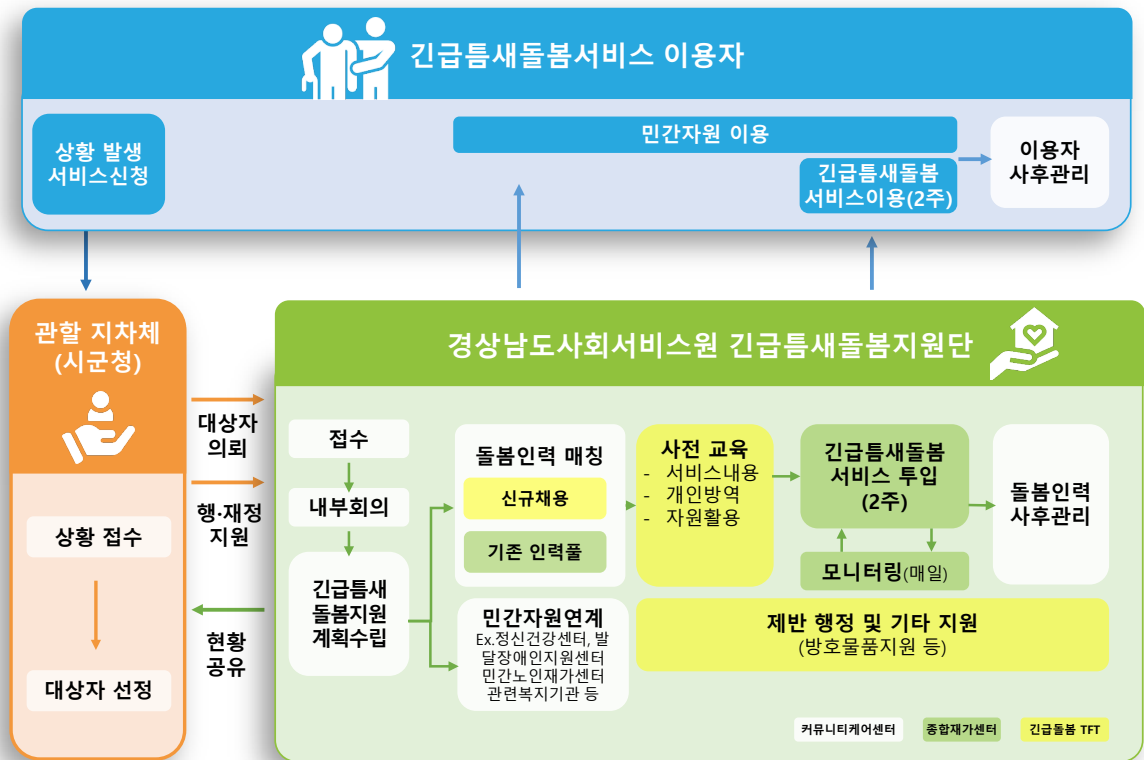 긴급틈새돌봄서비스 이용자
상황 발생
서비스신청
민간자원 이용
긴급틈새돌봄
서비스이용(2주)
이용자
사후관리
관할 지차체
(시군청)
상황 접수
대상자 선정
대상자
의뢰
행·재정
지원
현황
공유
경상남도사회서비스원 긴급틈새돌봄지원단
접수
내부회의
긴급틈새
돌봄지원
계획수립
돌봄인력 매칭
신규채용
기존 인력풀
민간자원연계
Ex.정신건강센터, 발
달장애인지원센터
민간노인재가센터
관련복지기관 등
사전 교육
- 서비스내용
- 개인방역
- 자원활용
긴급틈새돌봄
서비스 투입
(2주)
모니터링(매일)
돌봄인력
사후관리
제반 행정 및 기타 지원
(방호물품지원 등)
커뮤니티케어센터
종합재가센터
긴급돌봄 TFT